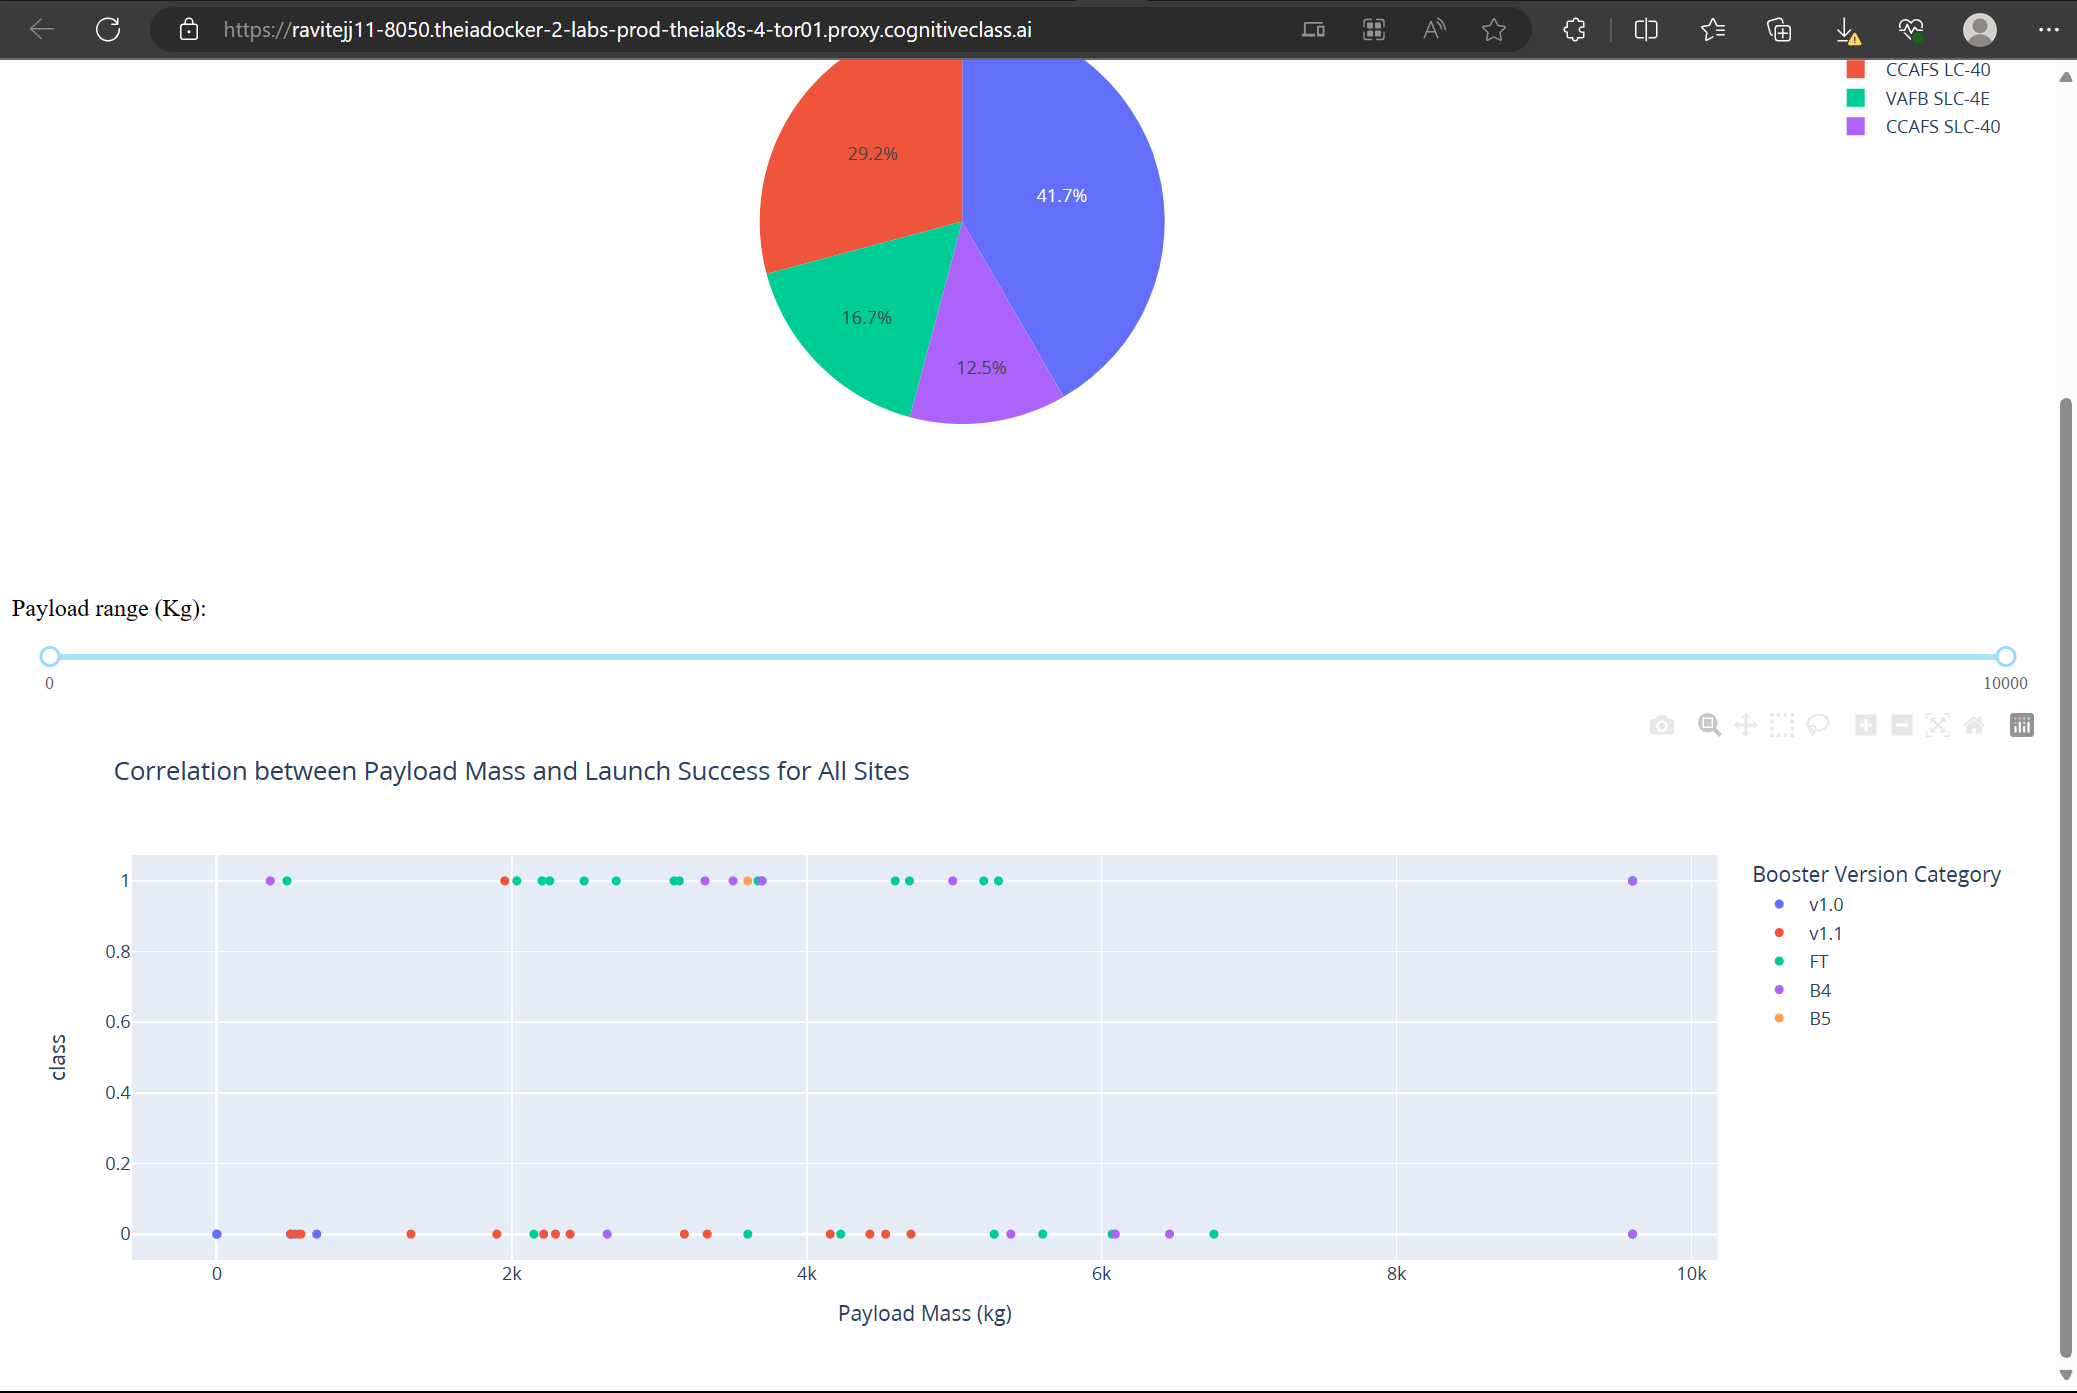 https://ravitejj11-8050.theiadocker-2-labs-prod-theiak8s-4-tor01.proxy.cognitiveclass.ai
CCAFS LC-40
VAFB SLC-4E
CCAFS SLC-40
29.2%
41.7%
16.7%
12.5%
Payload range (Kg):
0
10000
Correlation between Payload Mass and Launch Success for All Sites
Booster Version Category
v1.0
v1.1
FT
B4
B5
class
1
0.8
0.6
0.4
0.2
0
0
2k
4k
6k
8k
10k
Payload Mass (kg)